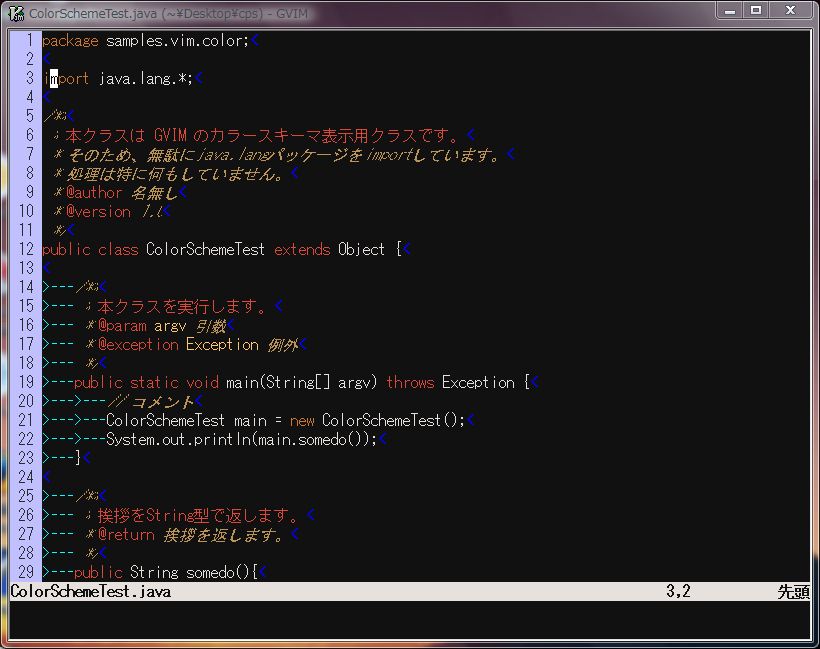 ColorSchemeTest.java (~¥Desktop¥cps) - GVIM
1 package samples.vim.color;<
2 <
3 import java.lang.*;<
4 <
5 /**<
6  * 本クラスは GVIM のカラースキーマ表示用クラスです。<
7  * そのため、無駄にjava.langパッケージをimportしています。<
8  * 処理は特に何もしていません。<
9  * @author 名無し<
10  * @version 1.1<
11  */<
12 public class ColorSchemeTest extends Object {<
13 <
14 >---/**<
15 >--- * 本クラスを実行します。<
16 >--- * @param argv 引数<
17 >--- * @exception Exception 例外<
18 >--- */<
19 >---public static void main(String[] argv) throws Exception {<
20 >--->---// コメント<
21 >--->---ColorSchemeTest main = new ColorSchemeTest();<
22 >--->---System.out.println(main.somedo());<
23 >---}<
24 <
25 >---/**<
26 >--- * 挨拶をString型で返します。<
27 >--- * @return 挨拶を返します。<
28 >--- */<
29 >---public String somedo(){<
ColorSchemeTest.java 3,2 先頭